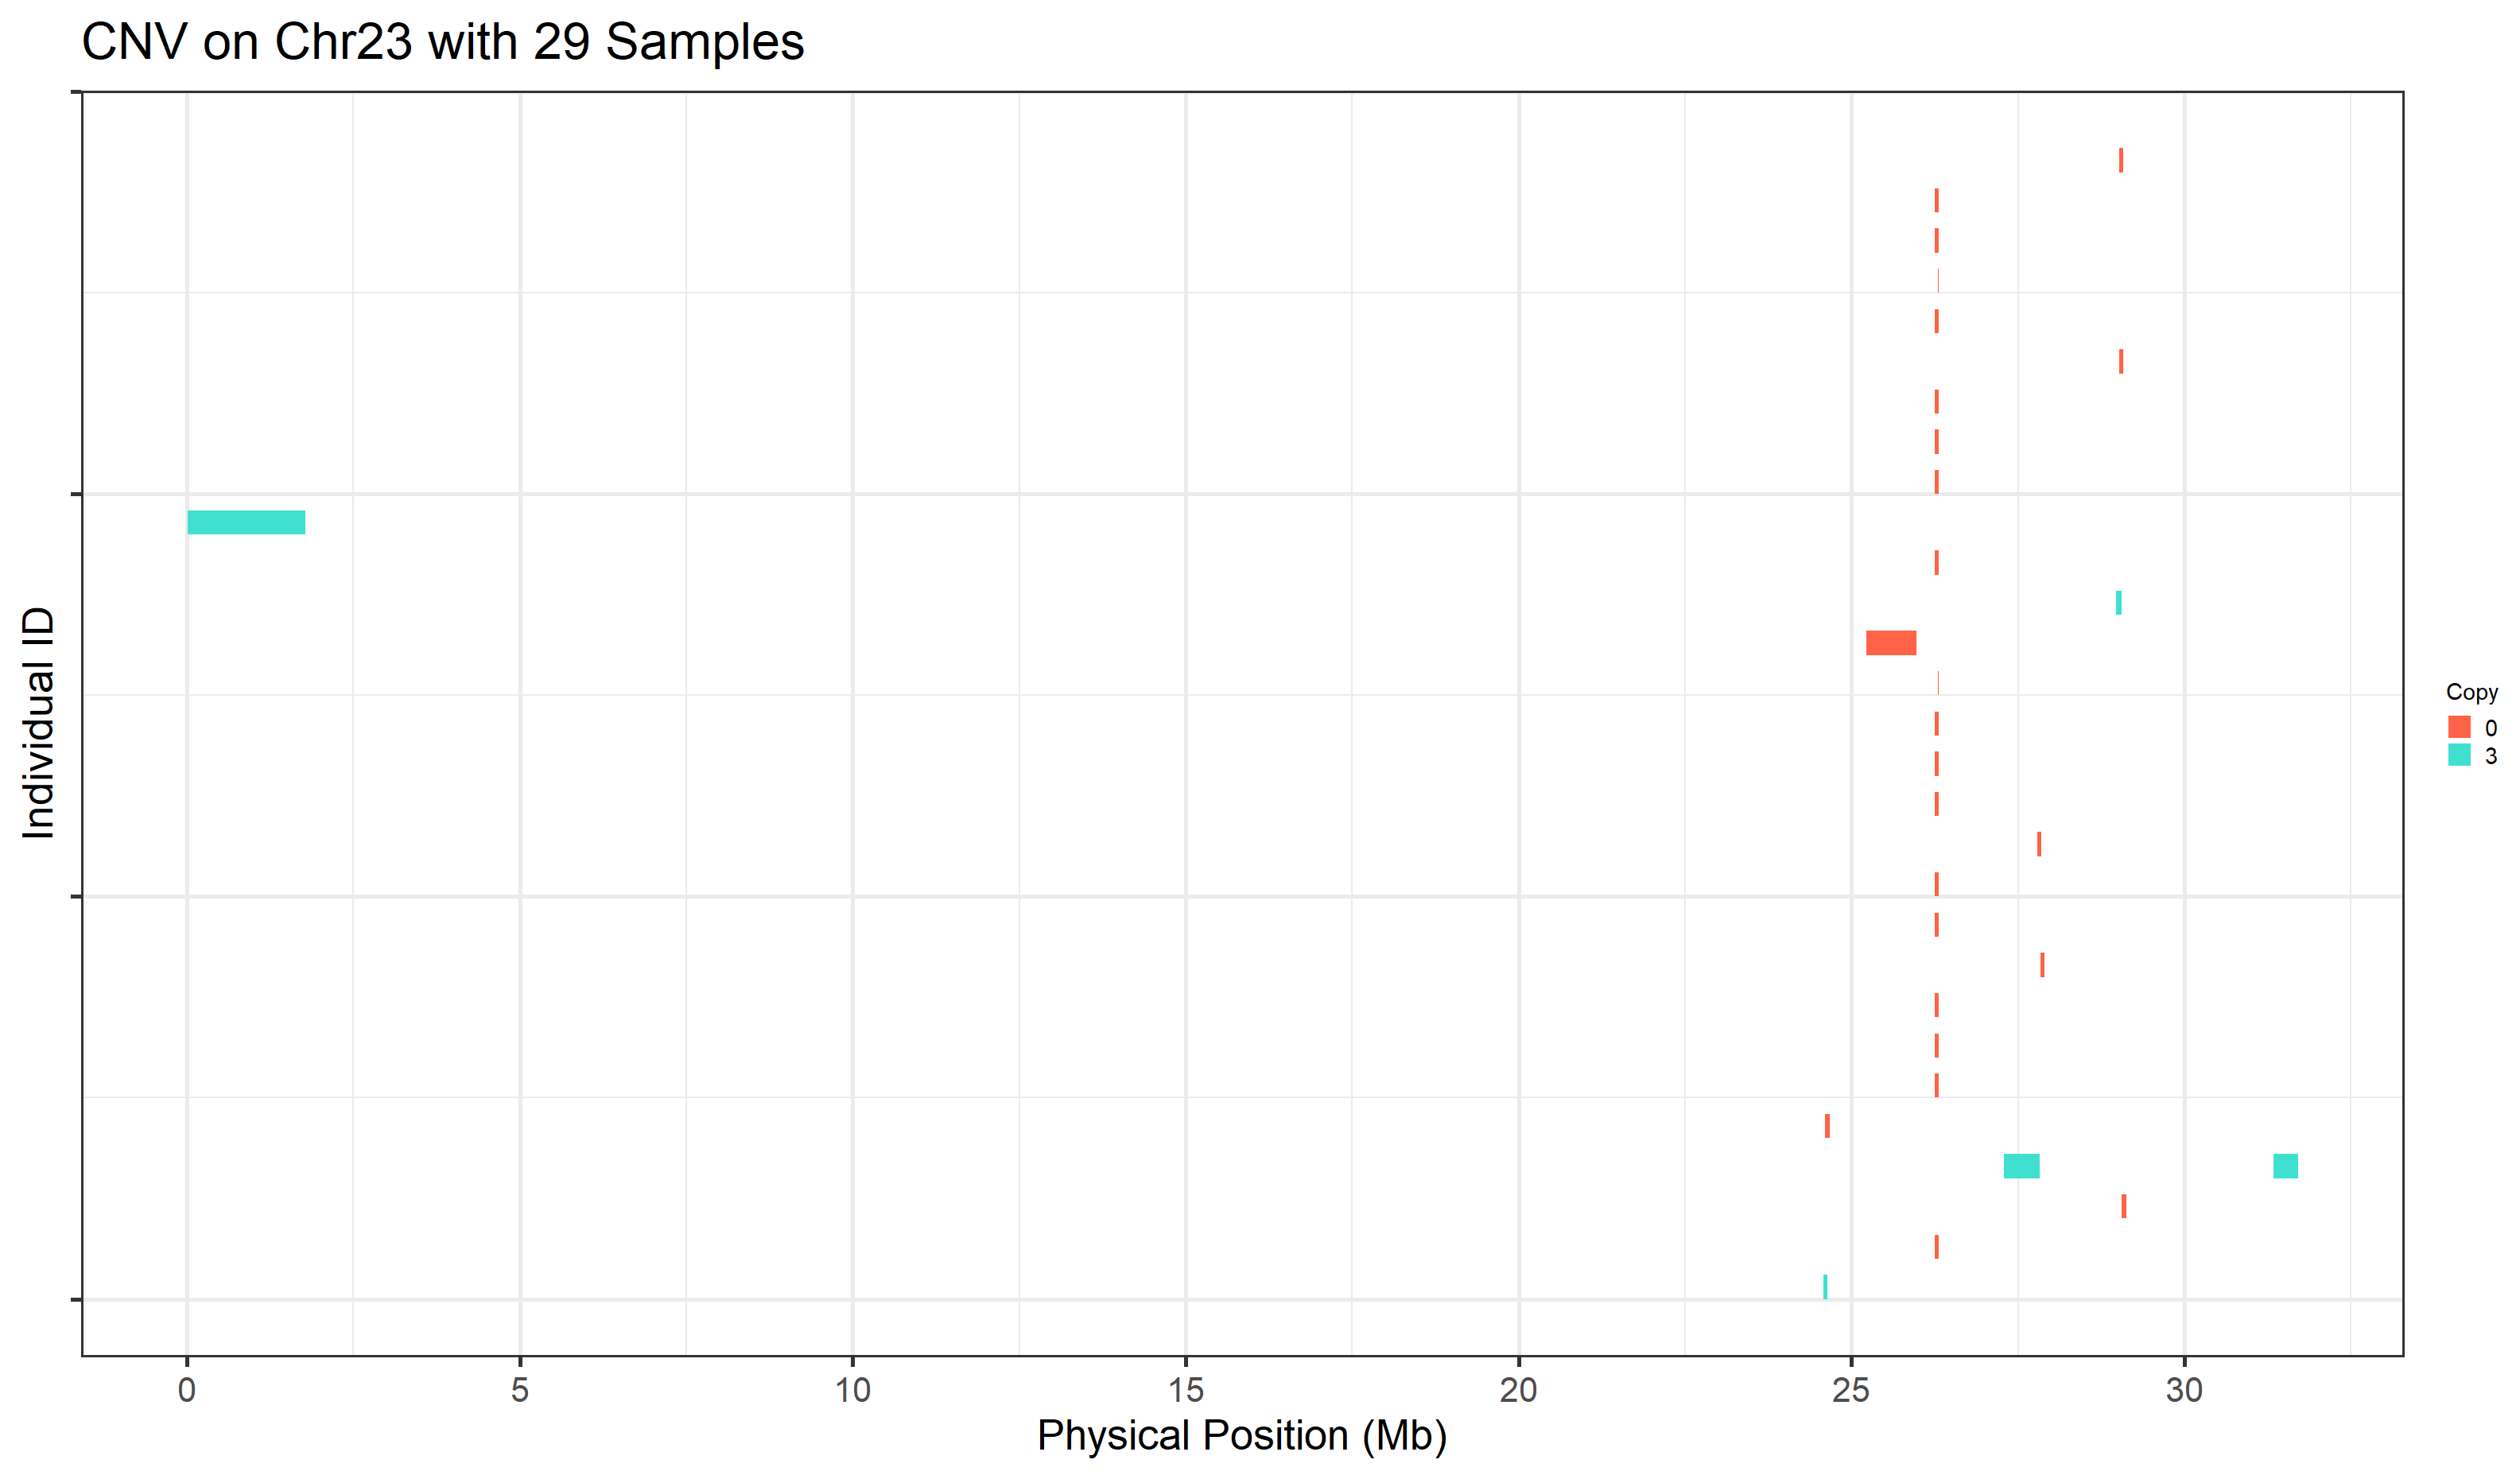 CNV on Chr23 with 29 Samples
Individual ID
Copy
0
3
0 5 10 15 20 25 30
Physical Position (Mb)